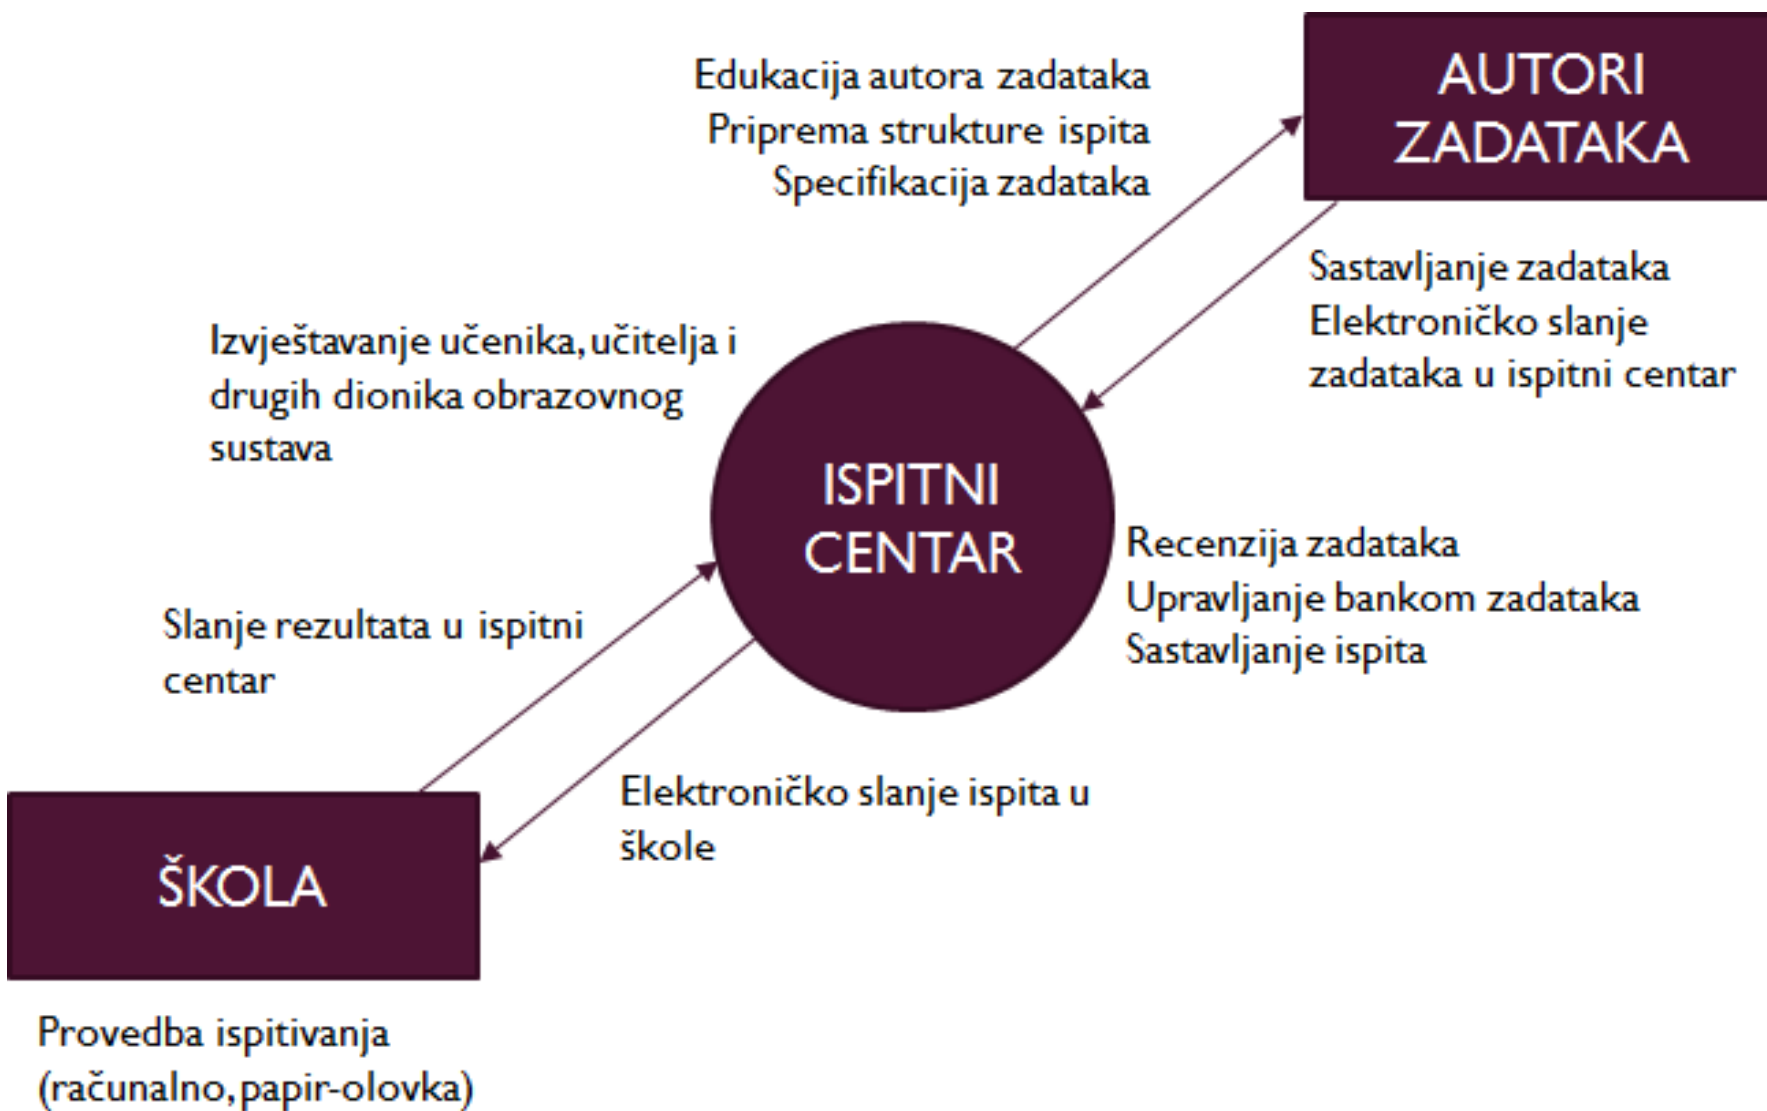 Edukacija autora zadataka
Priprema strukture ispita
Specifikacija zadataka
AUTORI
ZADATAKA
Sastavljanje zadataka
Elektroničko slanje
zadataka u ispitni centar
Izvještavanje učenika, učitelja i
drugih dionika obrazovnog
sustava
ISPITNI
CENTAR
Recenzija zadataka
Upravljanje bankom zadataka
Sastavljanje ispita
Slanje rezultata u ispitni
centar
Elektroničko slanje ispita u
škole
ŠKOLA
Provedba ispitivanja
(računalno, papir-olovka)